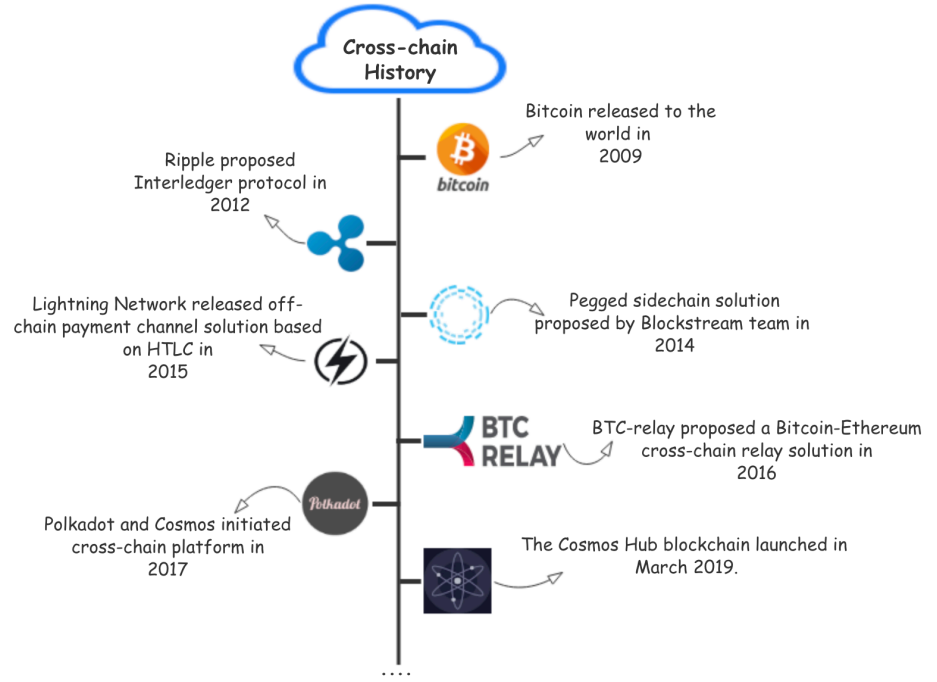 Cross-chain
History
Bitcoin released to the
world in
2009
bitcoin
Ripple proposed
Interledger protocol in
2012
Pegged sidechain solution
proposed by Blockstream team in
2014
Lightning Network released off-
chain payment channel solution based
on HTLC in
2015
BTC
RELAY
BTC-relay proposed a Bitcoin-Ethereum
cross-chain relay solution in
2016
Polkadot
Polkadot and Cosmos initiated
cross-chain platform in
2017
The Cosmos Hub blockchain launched in
March 2019.
....